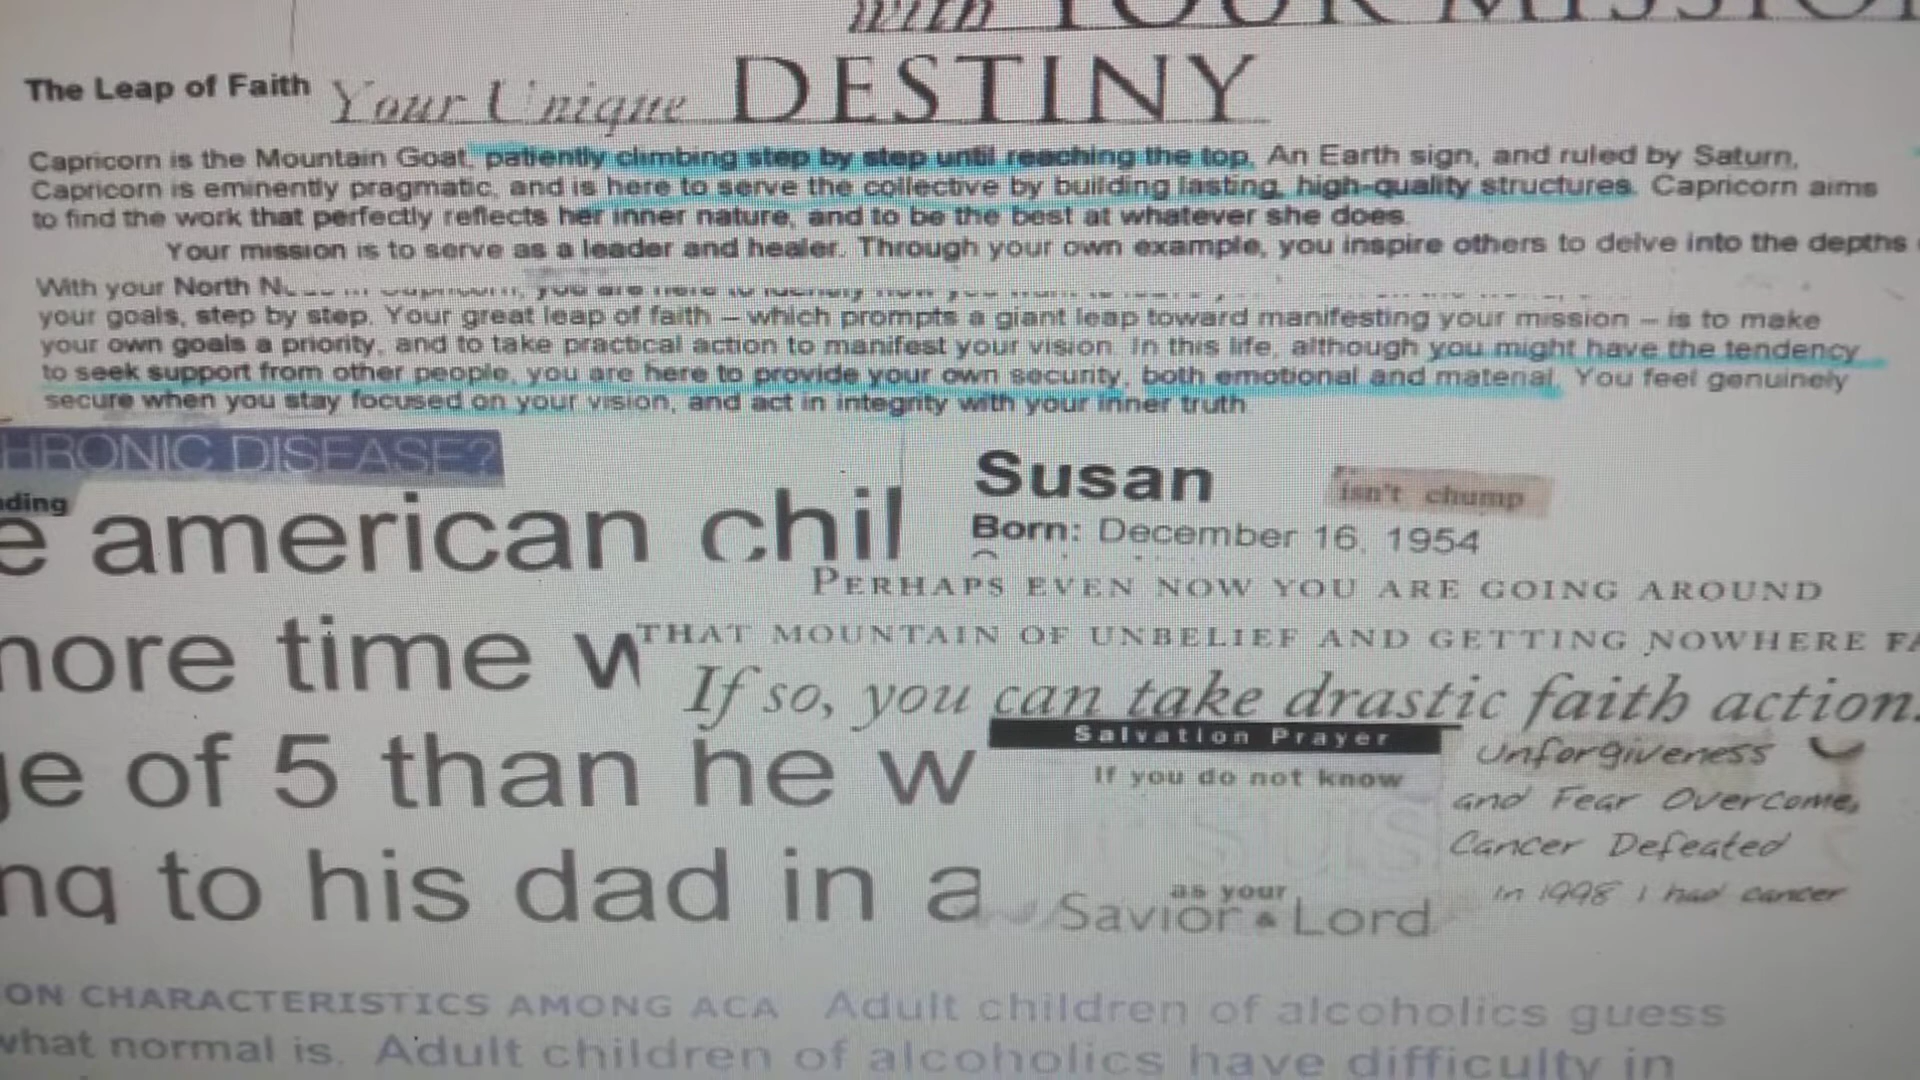 with YOUR MISSION
The Leap of Faith Your Unique DESTINY
Capricorn is the Mountain Goat, patiently climbing step by step until reaching the top. An Earth sign, and ruled by Saturn,
Capricorn is eminently pragmatic, and is here to serve the collective by building lasting, high-quality structures. Capricorn aims
to find the work that perfectly reflects her inner nature, and to be the best at whatever she does.
Your mission is to serve as a leader and healer. Through your own example, you inspire others to delve into the depths
With your North
your goals, step by step. Your great leap of faith – which prompts a giant leap toward manifesting your mission – is to make
your own goals a priority, and to take practical action to manifest your vision. In this life, although you might have the tendency
to seek support from other people, you are here to provide your own security, both emotional and material. You feel genuinely
secure when you stay focused on your vision, and act in integrity with your inner truth
HRONIC DISEASE?
Susan isn't chump
ding
Born: December 16, 1954
e american chil
PERHAPS EVEN NOW YOU ARE GOING AROUND
THAT MOUNTAIN OF UNBELIEF AND GETTING NOWHERE FA
more time w
If so, you can take drastic faith action.
Salvation Prayer
ge of 5 than he w
If you do not know
Unforgiveness
and Fear Overcome,
Cancer Defeated
In 1998 I had cancer
ng to his dad in a
as your
Savior & Lord
ON CHARACTERISTICS AMONG ACA Adult children of alcoholics guess
what normal is. Adult children of alcoholics have difficulty in